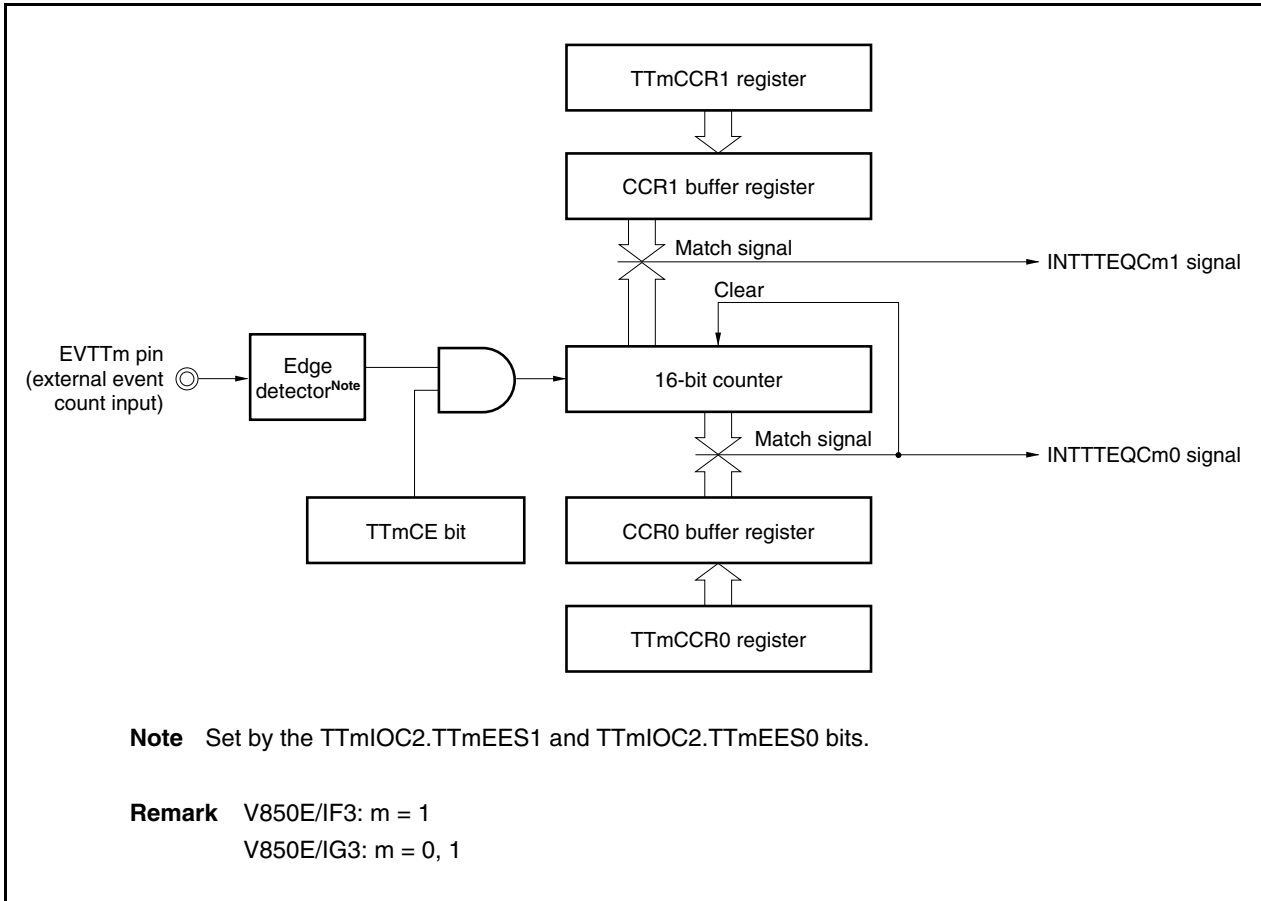 TTmCCR1 register
CCR1 buffer register
Match signal
INTTTEQCm1 signal
Clear
EVTTm pin
(external event
count input)
Edge
detectorNote
16-bit counter
Match signal
INTTTEQCm0 signal
TTmCE bit
CCR0 buffer register
TTmCCR0 register
Note Set by the TTmIOC2.TTmEES1 and TTmIOC2.TTmEES0 bits.
Remark V850E/IF3: m = 1
V850E/IG3: m = 0, 1